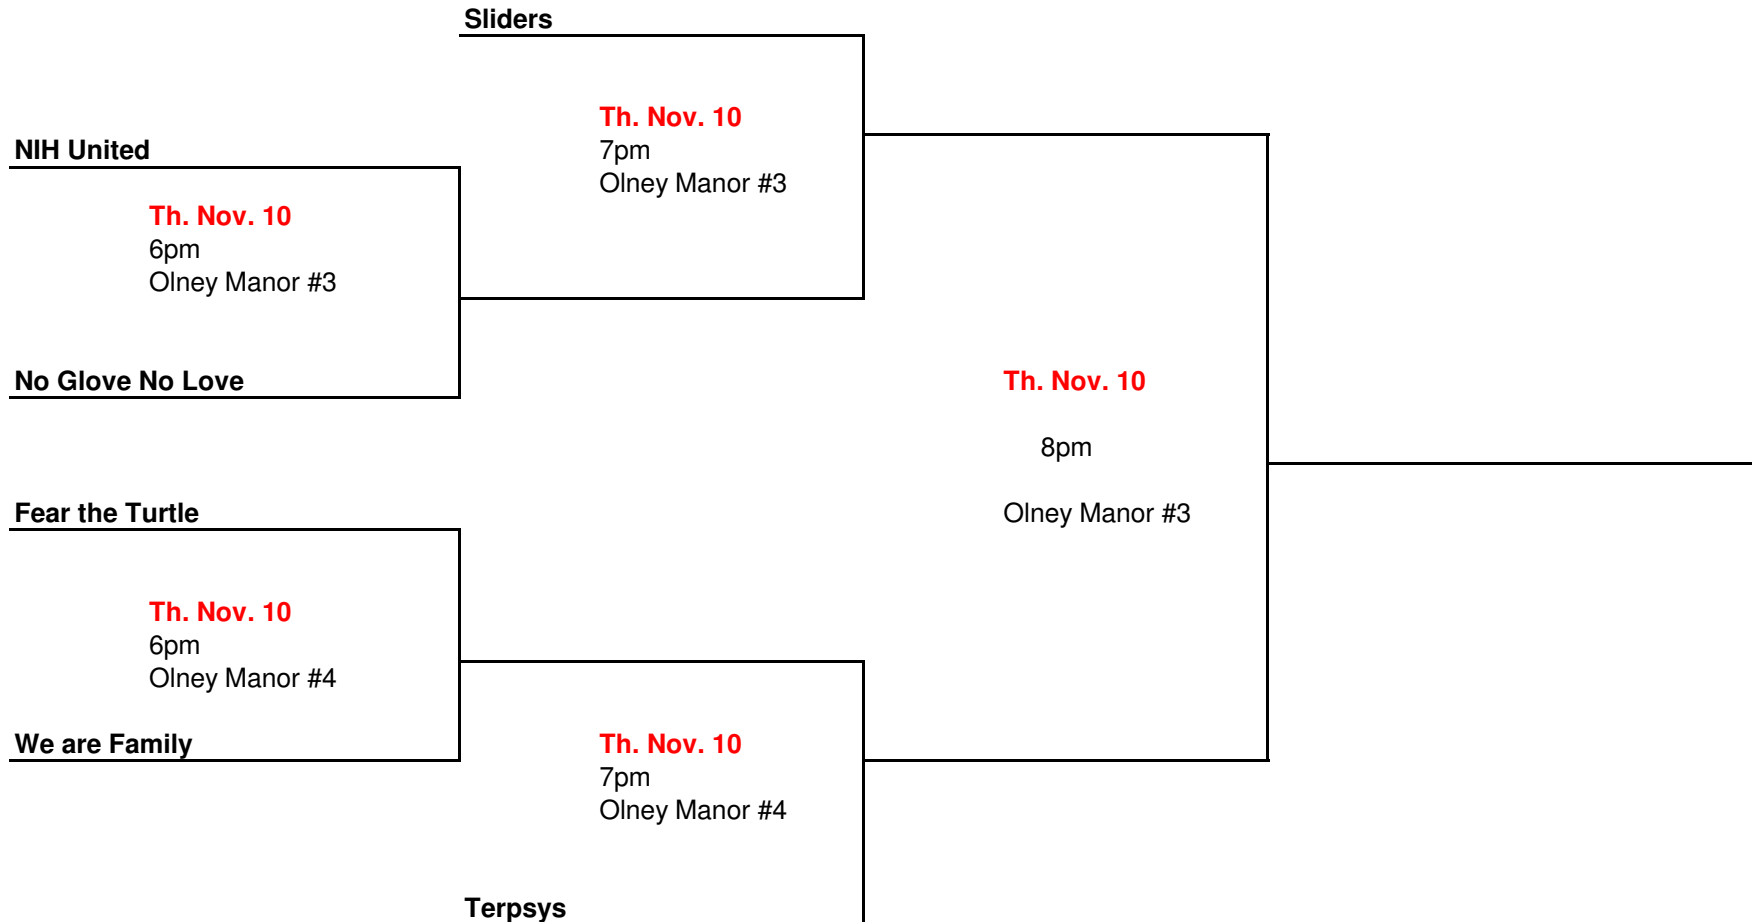 Sliders
Th. Nov. 10
7pm
Olney Manor #3
NIH United
Th. Nov. 10
6pm
Olney Manor #3
No Glove No Love
Th. Nov. 10
8pm
Olney Manor #3
Fear the Turtle
Th. Nov. 10
6pm
Olney Manor #4
We are Family
Th. Nov. 10
7pm
Olney Manor #4
Terpsys